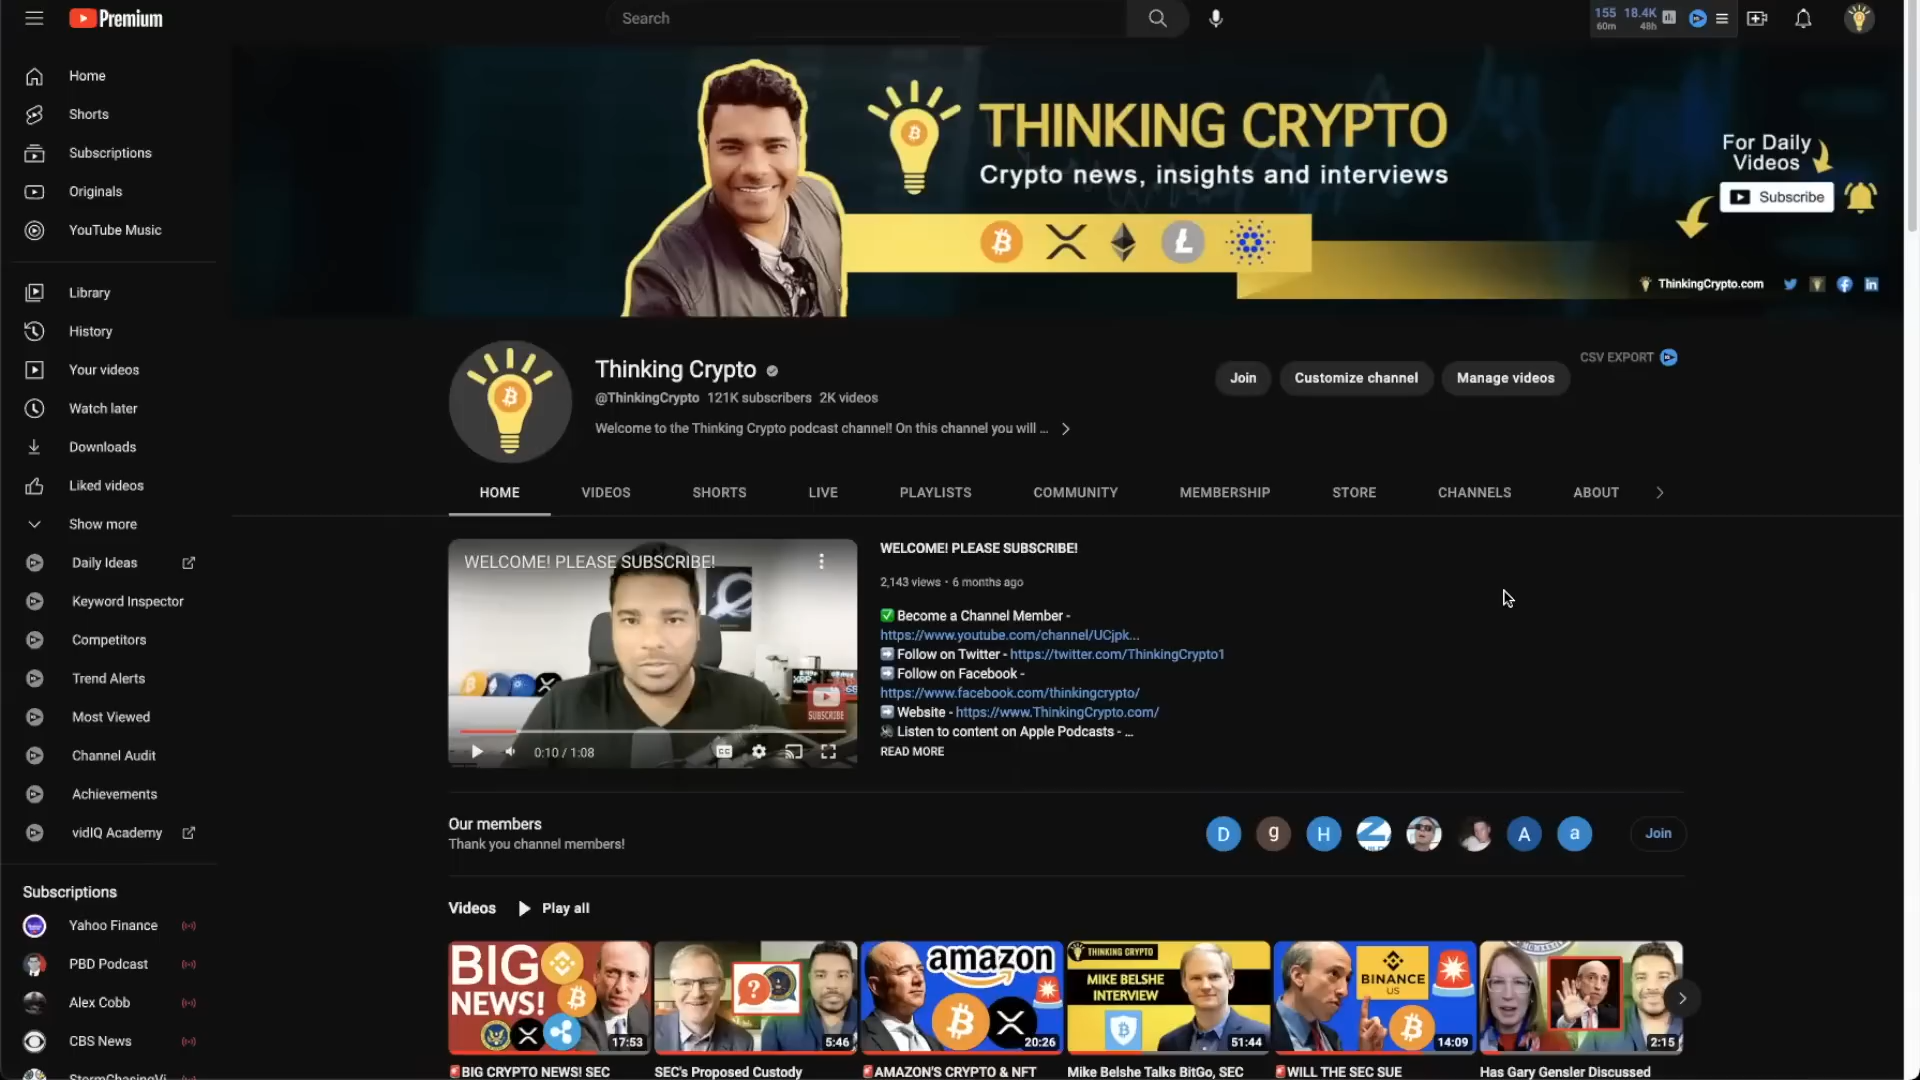 Premium
Search
155 18.4K
60m 48h
Home
Shorts
Subscriptions
Originals
YouTube Music
Library
History
Your videos
Watch later
Downloads
Liked videos
Show more
Daily Ideas
Keyword Inspector
Competitors
Trend Alerts
Most Viewed
Channel Audit
Achievements
vidIQ Academy
Subscriptions
Yahoo Finance
PBD Podcast
Alex Cobb
CBS News
StormChasingVi
THINKING CRYPTO
Crypto news, insights and interviews
For Daily
Videos
Subscribe
ThinkingCrypto.com
Thinking Crypto
@ThinkingCrypto 121K subscribers 2K videos
Welcome to the Thinking Crypto podcast channel! On this channel you will ...
Join
Customize channel
Manage videos
CSV EXPORT
HOME
VIDEOS
SHORTS
LIVE
PLAYLISTS
COMMUNITY
MEMBERSHIP
STORE
CHANNELS
ABOUT
WELCOME! PLEASE SUBSCRIBE!
XRP
SUBSCRIBE
0:10 / 1:08
WELCOME! PLEASE SUBSCRIBE!
2,143 views • 6 months ago
✅ Become a Channel Member -
https://www.youtube.com/channel/UCjpk...
➡️ Follow on Twitter - https://twitter.com/ThinkingCrypto1
➡️ Follow on Facebook -
https://www.facebook.com/thinkingcrypto/
➡️ Website - https://www.ThinkingCrypto.com/
Listen to content on Apple Podcasts - ...
READ MORE
Our members
Thank you channel members!
D
g
H
A
a
Join
Videos
Play all
BIG
NEWS!
17:53
5:46
amazon
20:26
THINKING CRYPTO
MIKE BELSHE
INTERVIEW
51:44
BINANCE
US
14:09
2:15
🚨BIG CRYPTO NEWS! SEC
SEC's Proposed Custody
🚨AMAZON'S CRYPTO & NFT
Mike Belshe Talks BitGo, SEC
🚨WILL THE SEC SUE
Has Gary Gensler Discussed